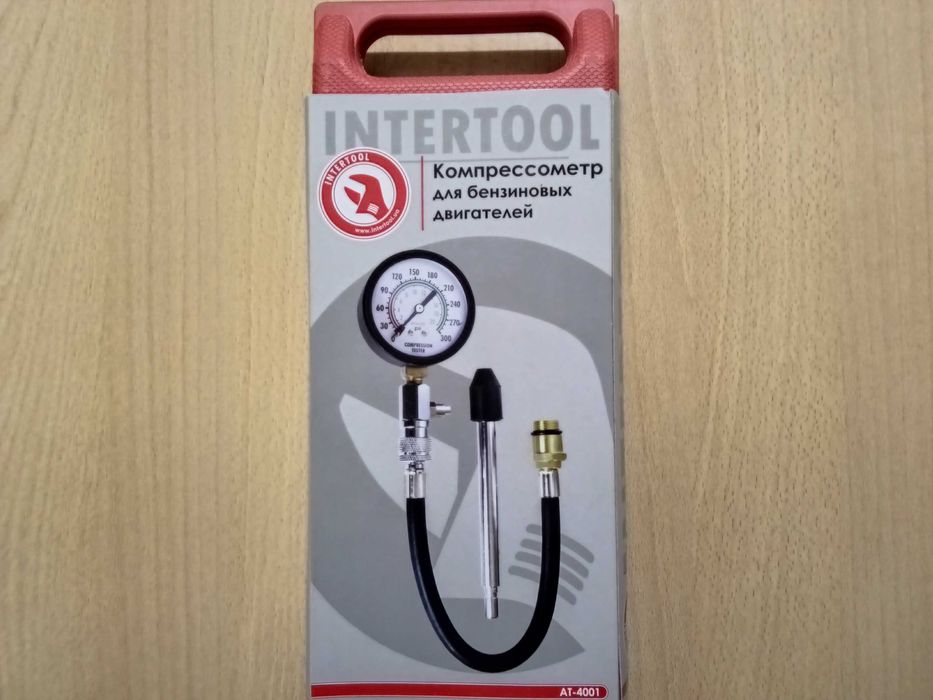 INTERTOOL
INTERTOOL
www.intertool.ua
Компрессометр
для бензиновых
двигателей
0
30
60
90
120
150
180
210
240
270
300
psi
COMPRESSION
TESTER
AT-4001